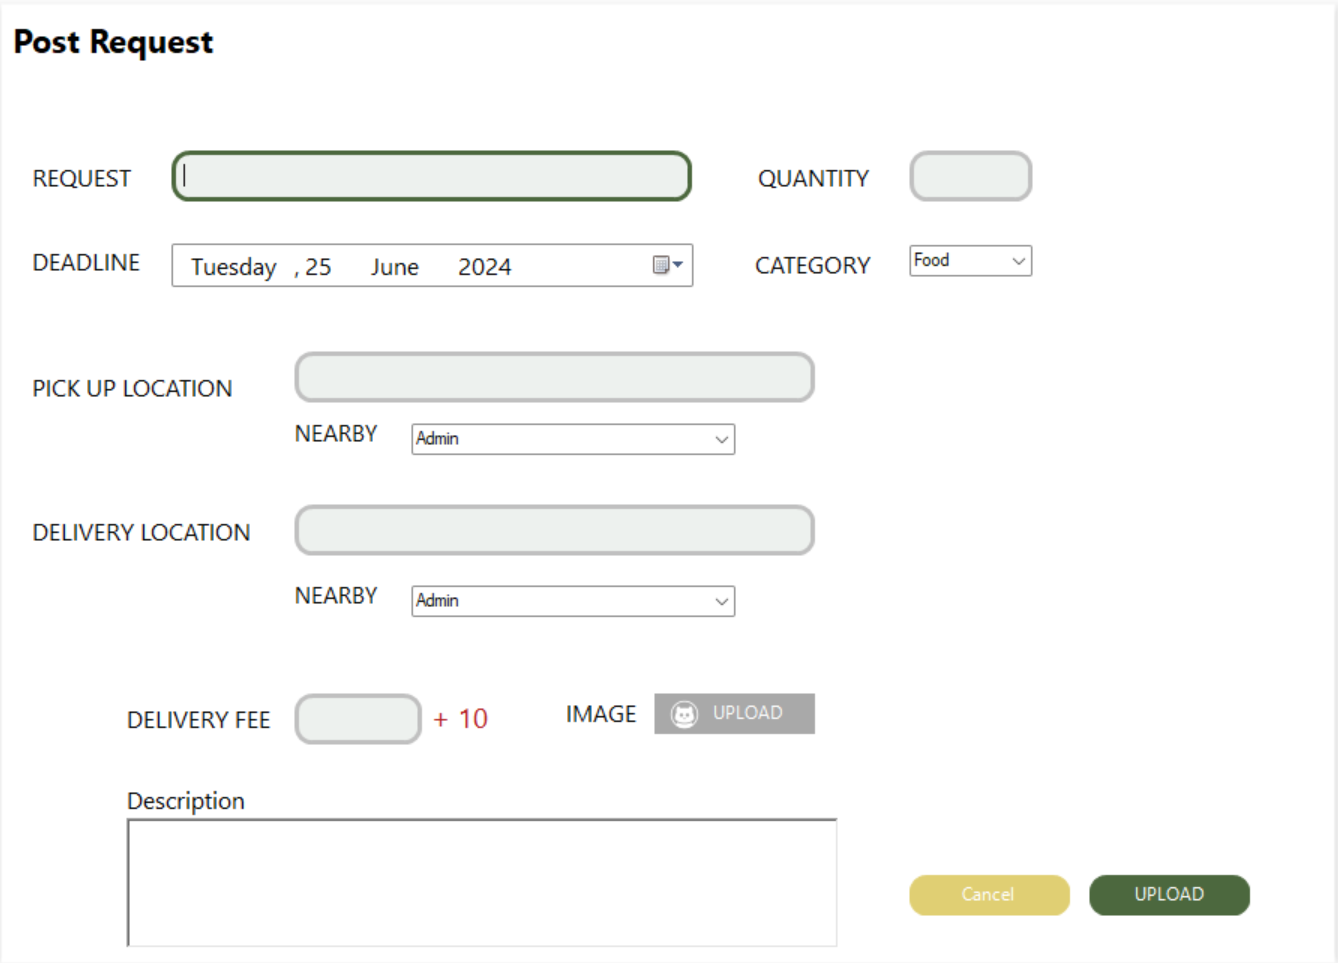 Post Request
REQUEST
QUANTITY
DEADLINE Tuesday , 25 June 2024
CATEGORY Food
PICK UP LOCATION
NEARBY Admin
DELIVERY LOCATION
NEARBY Admin
DELIVERY FEE + 10
IMAGE UPLOAD
Description
Cancel
UPLOAD